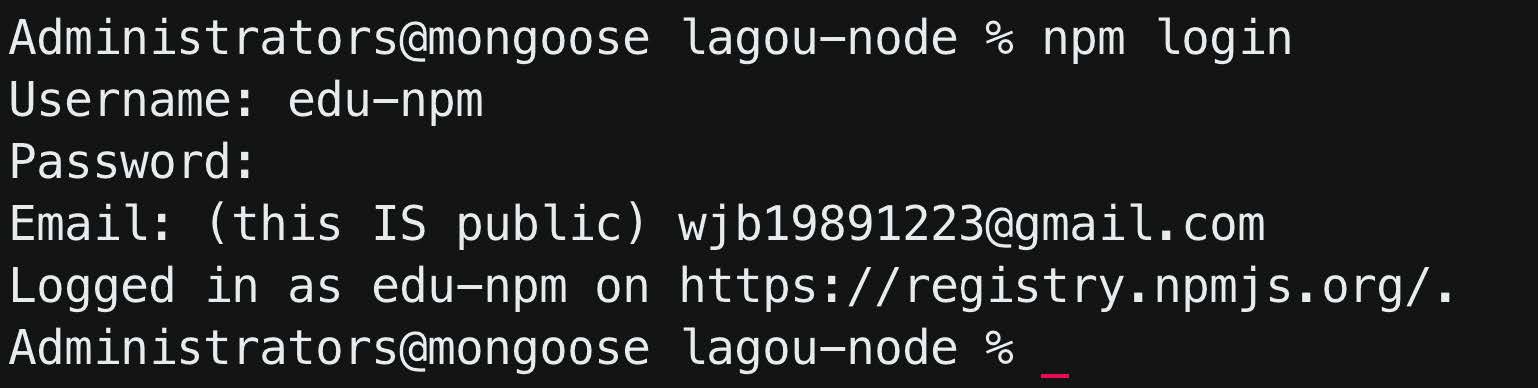 Administrators@mongoose lagou-node % npm login
Username: edu-npm
Password:
Email: (this IS public) wjb19891223@gmail.com
Logged in as edu-npm on https://registry.npmjs.org/.
Administrators@mongoose lagou-node % _